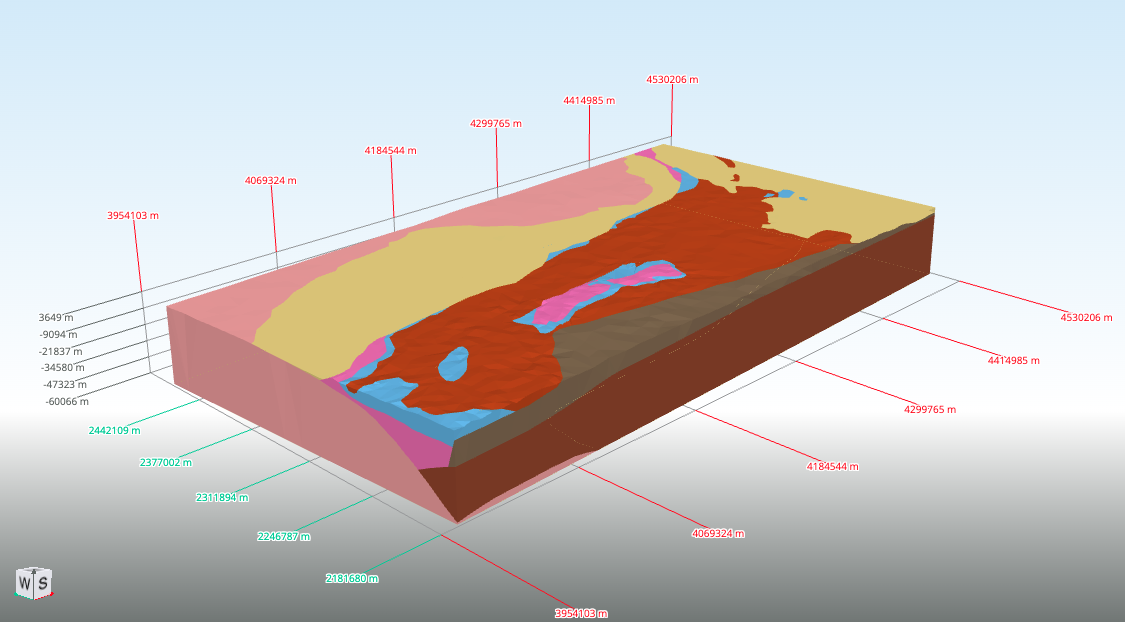 4530206 m
4414985 m
4299765 m
4184544 m
4069324 m
3954103 m
3649 m
-9094 m
-21837 m
-34580 m
-47323 m
-60066 m
2442109 m
2377002 m
2311894 m
2246787 m
2181680 m
4530206 m
4414985 m
4299765 m
4184544 m
4069324 m
3954103 m
W S